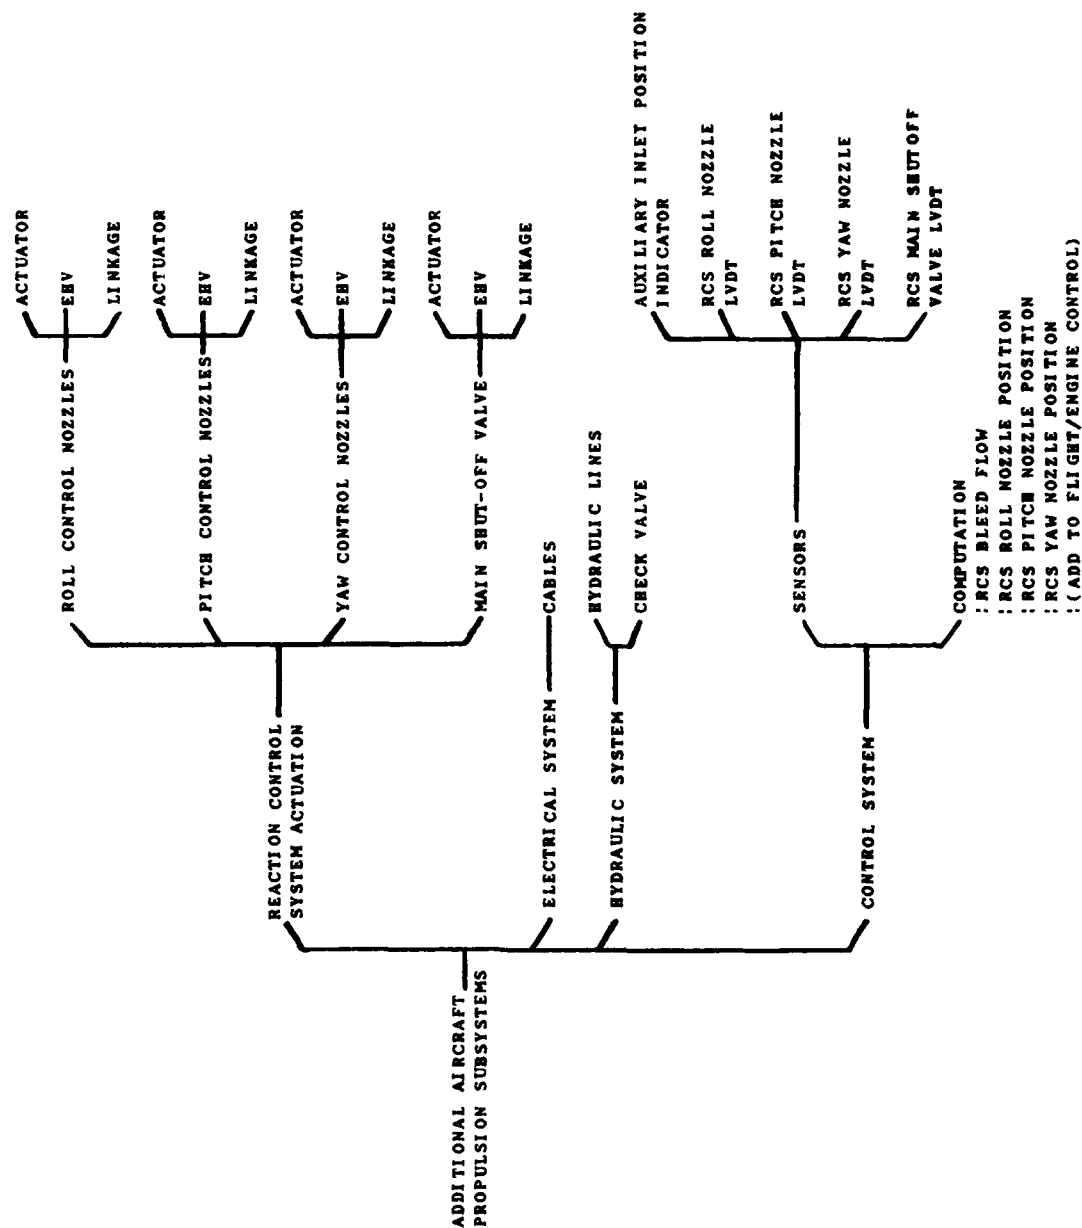 ADDITIONAL AIRCRAFT
PROPULSION SUBSYSTEMS
REACTION CONTROL
SYSTEM ACTUATION
ROLL CONTROL NOZZLES
ACTUATOR
EHV
LINKAGE
PITCH CONTROL NOZZLES
ACTUATOR
EHV
LINKAGE
YAW CONTROL NOZZLES
ACTUATOR
EHV
LINKAGE
MAIN SHUT-OFF VALVE
ACTUATOR
EHV
LINKAGE
ELECTRICAL SYSTEM
CABLES
HYDRAULIC SYSTEM
HYDRAULIC LINES
CHECK VALVE
CONTROL SYSTEM
SENSORS
AUXILIARY INLET POSITION
INDICATOR
RCS ROLL NOZZLE
LVDT
RCS PITCH NOZZLE
LVDT
RCS YAW NOZZLE
LVDT
RCS MAIN SHUTOFF
VALVE LVDT
COMPUTATION
:RCS BLEED FLOW
:RCS ROLL NOZZLE POSITION
:RCS PITCH NOZZLE POSITION
:RCS YAW NOZZLE POSITION
:(ADD TO FLIGHT/ENGINE CONTROL)